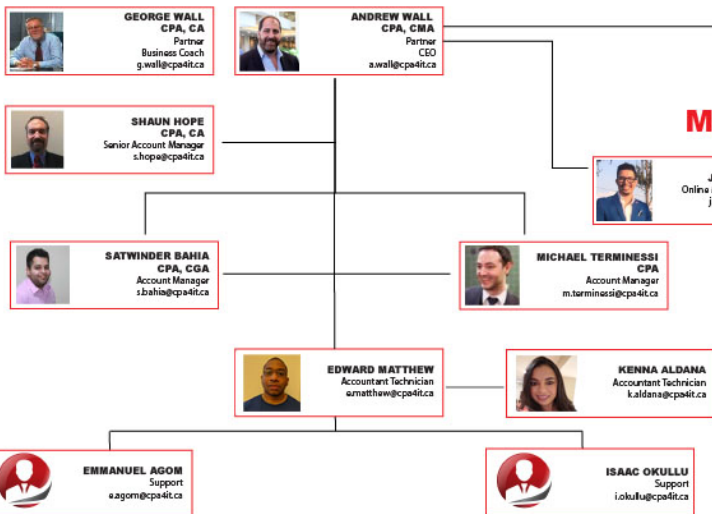 GEORGE WALL
CPA, CA
Partner
Business Coach
g.wall@cpa4it.ca
ANDREW WALL
CPA, CMA
Partner
CEO
a.wall@cpa4it.ca
SHAUN HOPE
CPA, CA
Senior Account Manager
s.hope@cpa4it.ca
M
J
Online
j
SATWINDER BAHIA
CPA, CGA
Account Manager
s.bahia@cpa4it.ca
MICHAEL TERMINESSI
CPA
Account Manager
m.terminessi@cpa4it.ca
EDWARD MATTHEW
Accountant Technician
e.matthew@cpa4it.ca
KENNA ALDANA
Accountant Technician
k.aldana@cpa4it.ca
EMMANUEL AGOM
Support
e.agom@cpa4it.ca
ISAAC OKULLU
Support
i.okullu@cpa4it.ca